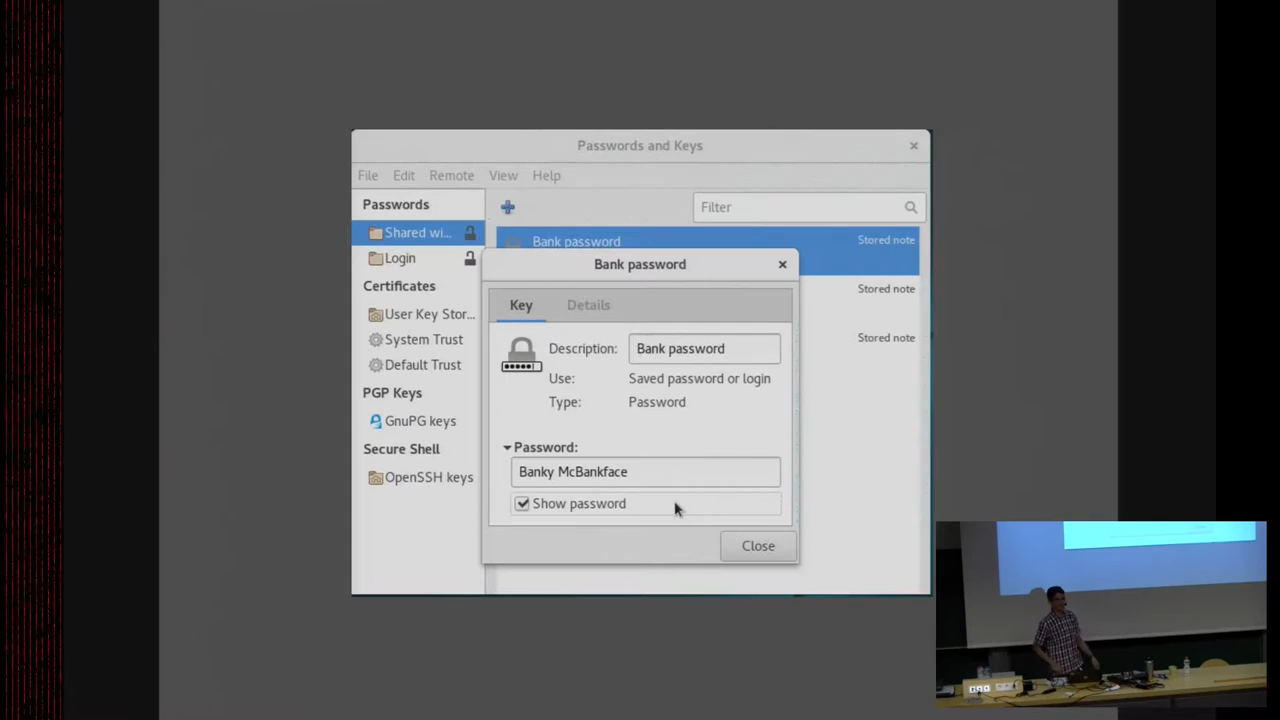 Passwords and Keys
File Edit Remote View Help
Passwords
Filter
Shared wi...
Bank password
Stored note
Login
Bank password
Certificates
Stored note
Key Details
User Key Stor...
System Trust
Stored note
Description: Bank password
Default Trust
Use: Saved password or login
PGP Keys
Type: Password
GnuPG keys
Secure Shell
Password:
Banky McBankface
OpenSSH keys
Show password
Close